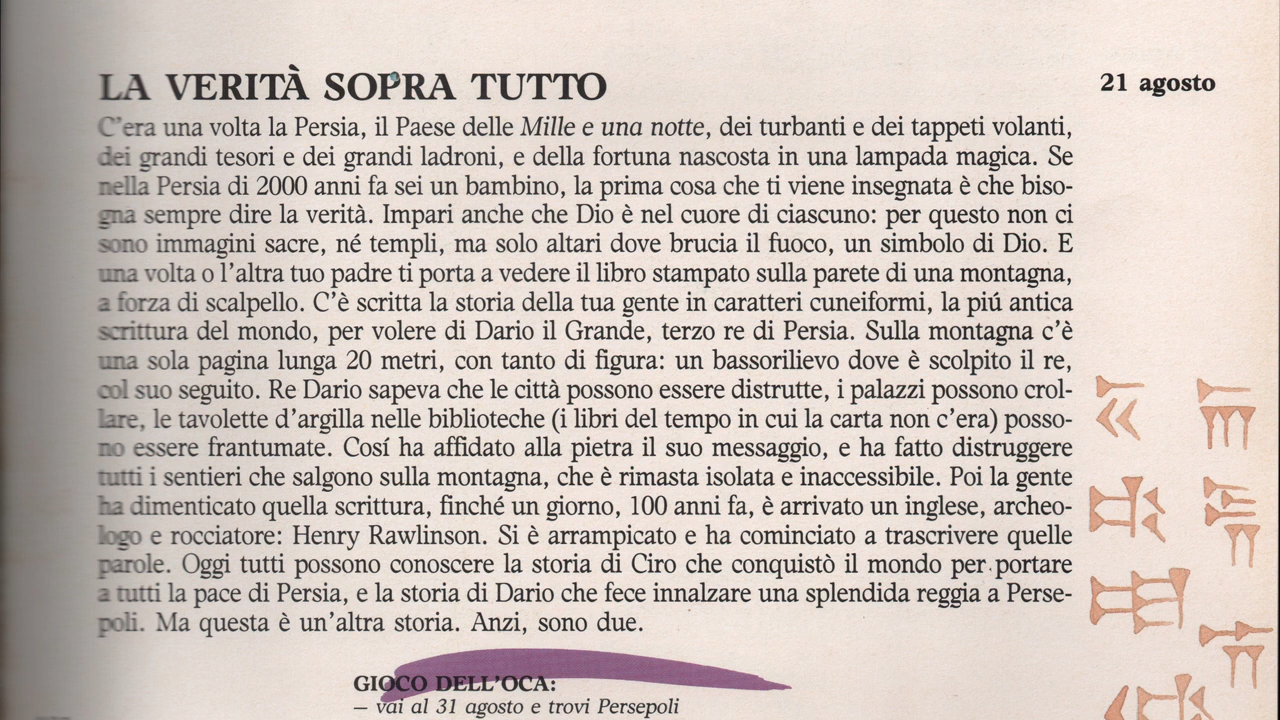 LA VERITÀ SOPRA TUTTO
21 agosto
C'era una volta la Persia, il Paese delle Mille e una notte, dei turbanti e dei tappeti volanti,
dei grandi tesori e dei grandi ladroni, e della fortuna nascosta in una lampada magica. Se
nella Persia di 2000 anni fa sei un bambino, la prima cosa che ti viene insegnata è che biso-
gna sempre dire la verità. Impari anche che Dio è nel cuore di ciascuno: per questo non ci
sono immagini sacre, né templi, ma solo altari dove brucia il fuoco, un simbolo di Dio. E
una volta o l'altra tuo padre ti porta a vedere il libro stampato sulla parete di una montagna,
a forza di scalpello. C'è scritta la storia della tua gente in caratteri cuneiformi, la piú antica
scrittura del mondo, per volere di Dario il Grande, terzo re di Persia. Sulla montagna c'è
una sola pagina lunga 20 metri, con tanto di figura: un bassorilievo dove è scolpito il re,
col suo seguito. Re Dario sapeva che le città possono essere distrutte, i palazzi possono crol-
lare, le tavolette d'argilla nelle biblioteche (i libri del tempo in cui la carta non c'era) posso-
no essere frantumate. Cosí ha affidato alla pietra il suo messaggio, e ha fatto distruggere
tutti i sentieri che salgono sulla montagna, che è rimasta isolata e inaccessibile. Poi la gente
ha dimenticato quella scrittura, finché un giorno, 100 anni fa, è arrivato un inglese, archeo-
logo e rocciatore: Henry Rawlinson. Si è arrampicato e ha cominciato a trascrivere quelle
parole. Oggi tutti possono conoscere la storia di Ciro che conquistò il mondo per portare
a tutti la pace di Persia, e la storia di Dario che fece innalzare una splendida reggia a Perse-
poli. Ma questa è un'altra storia. Anzi, sono due.
GIOCO DELL'OCA:
– vai al 31 agosto e trovi Persepoli